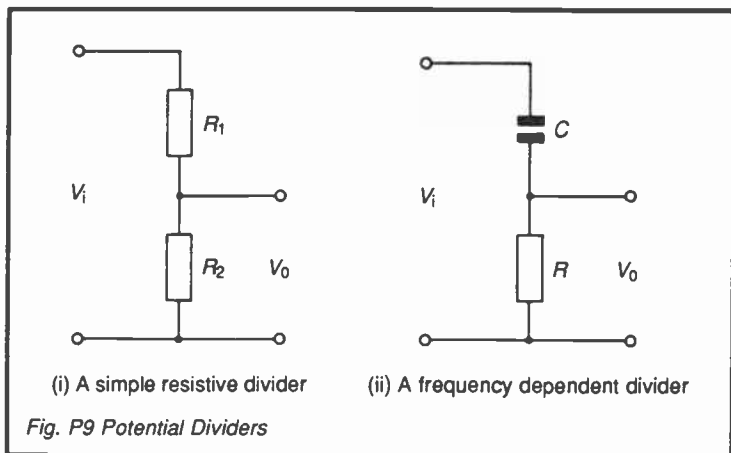 R₁
Vᵢ
R₂
V₀
(i) A simple resistive divider
C
Vᵢ
R
V₀
(ii) A frequency dependent divider
Fig. P9 Potential Dividers